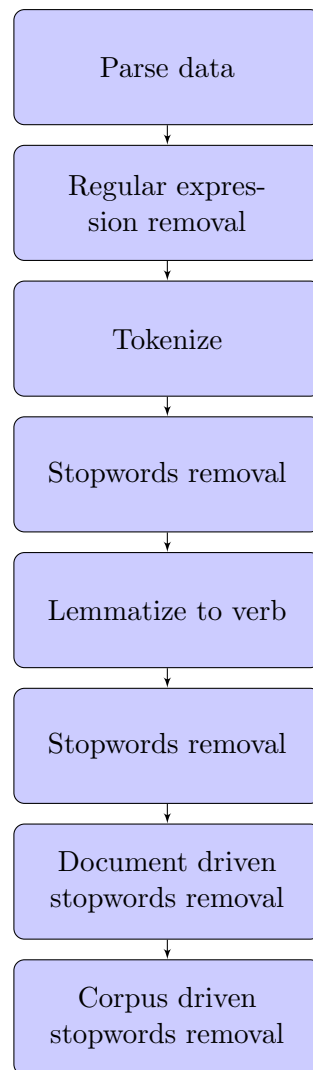 Parse data
Regular expres-
sion removal
Tokenize
Stopwords removal
Lemmatize to verb
Stopwords removal
Document driven
stopwords removal
Corpus driven
stopwords removal